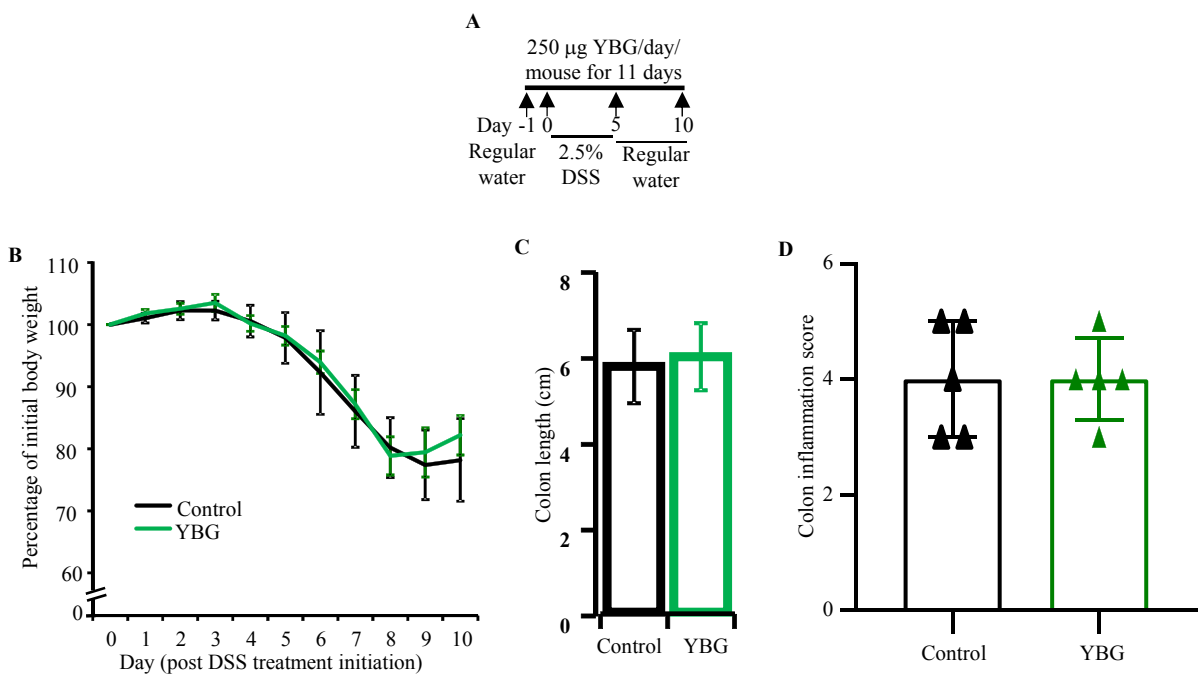 A
250 µg YBG/day/
mouse for 11 days
Day -1 0 5 10
Regular 2.5% Regular
water DSS water
B
Percentage of initial body weight
110
100
90
80
70
60
0
Control
YBG
0 1 2 3 4 5 6 7 8 9 10
Day (post DSS treatment initiation)
C
Colon length (cm)
8
6
4
2
0
Control YBG
D
Colon inflammation score
6
4
2
0
Control YBG